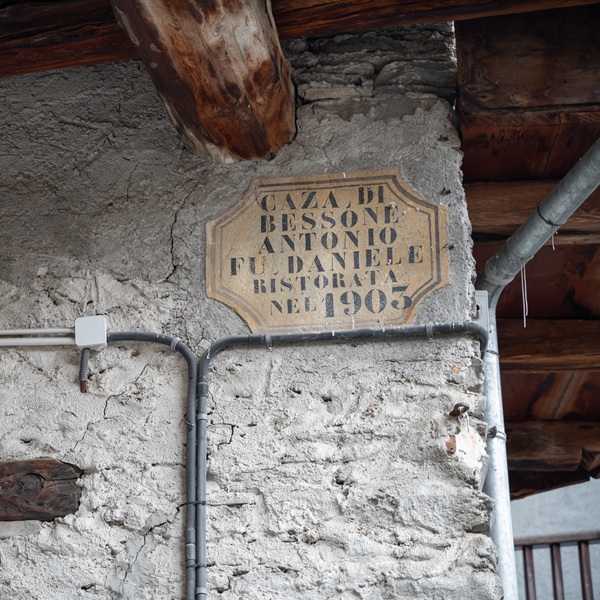 CAZA DI
BESSONE
ANTONIO
FU DANIELE
RISTORATA
NEL 1903